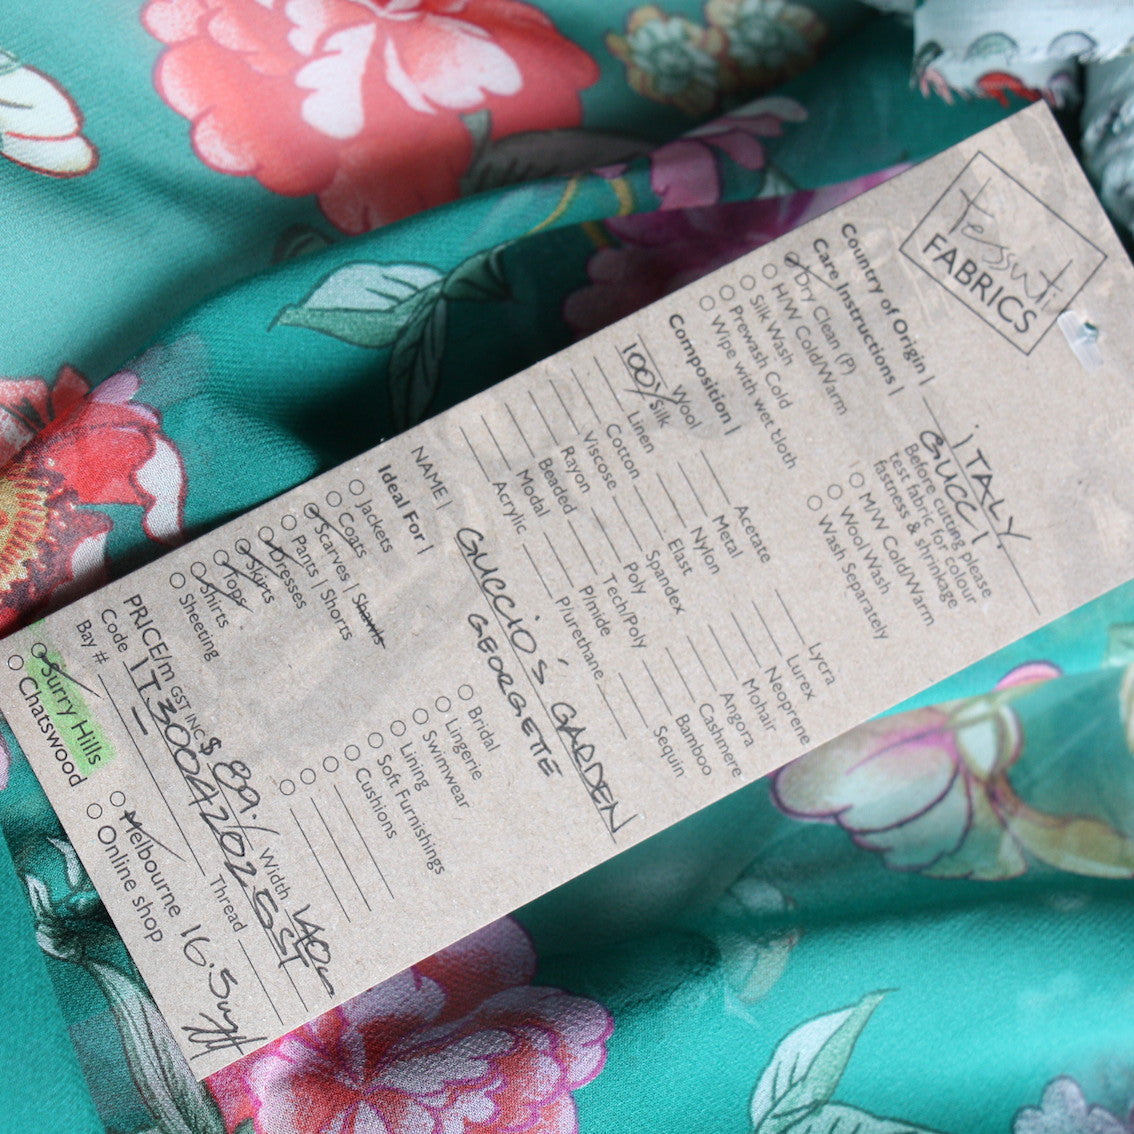 Tessuti
FABRICS
Country of Origin | ITALY
GUCCI
Care Instructions |
Before cutting please
test fabric for colour
fastness & shrinkage
Dry Clean (P)
H/W Cold/Warm
Silk Wash
Prewash Cold
Wipe with wet cloth
M/W Cold/Warm
Wool Wash
Wash Separately
Composition |
Wool
100% Silk
Linen
Cotton
Viscose
Rayon
Beaded
Modal
Acrylic
Acetate
Metal
Nylon
Elast
Spandex
Poly
Tech/Poly
P/mide
P/urethane
Lycra
Lurex
Neoprene
Mohair
Angora
Cashmere
Bamboo
Sequin
NAME | GUCCIO'S GARDEN
GEORGETTE
Ideal For |
Jackets
Coats
Scarves | Shawls
Pants | Shorts
Dresses
Skirts
Tops
Shirts
Sheeting
Bridal
Lingerie
Swimwear
Lining
Soft Furnishings
Cushions
PRICE/m GST INC $ 89.- Width 140cm
Code
Bay #
Thread
Surry Hills
Chatswood
Melbourne
Online shop